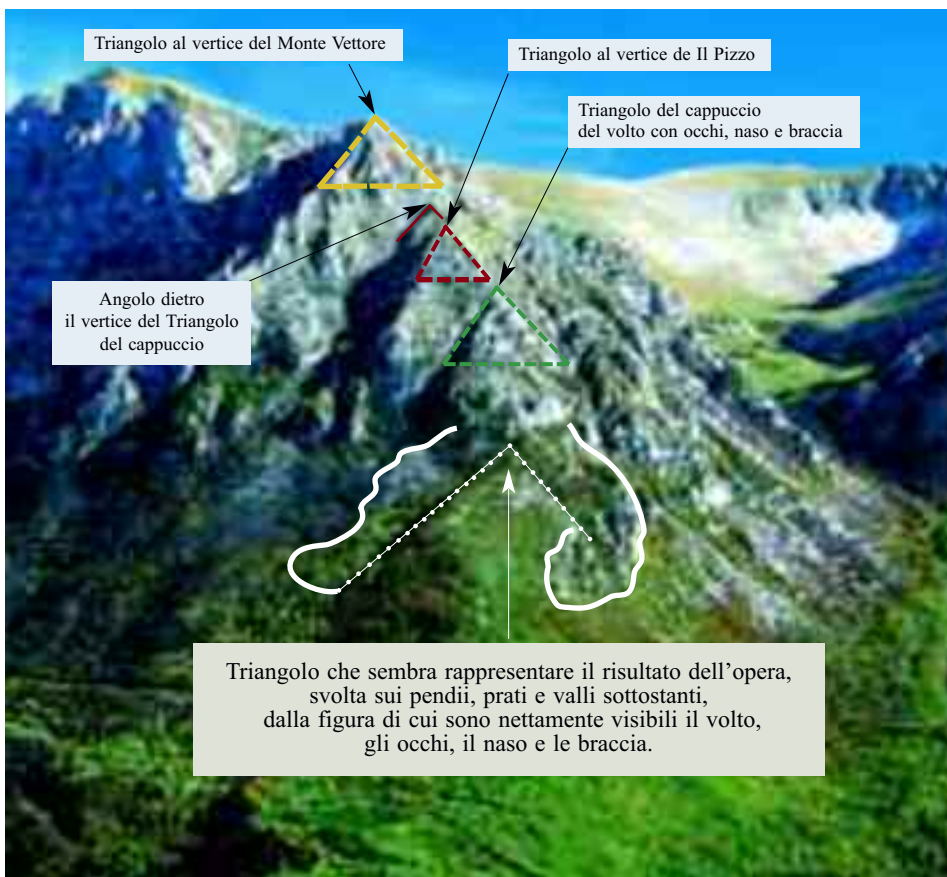 Triangolo al vertice del Monte Vettore
Triangolo al vertice de Il Pizzo
Triangolo del cappuccio
del volto con occhi, naso e braccia
Angolo dietro
il vertice del Triangolo
del cappuccio
Triangolo che sembra rappresentare il risultato dell’opera,
svolta sui pendii, prati e valli sottostanti,
dalla figura di cui sono nettamente visibili il volto,
gli occhi, il naso e le braccia.